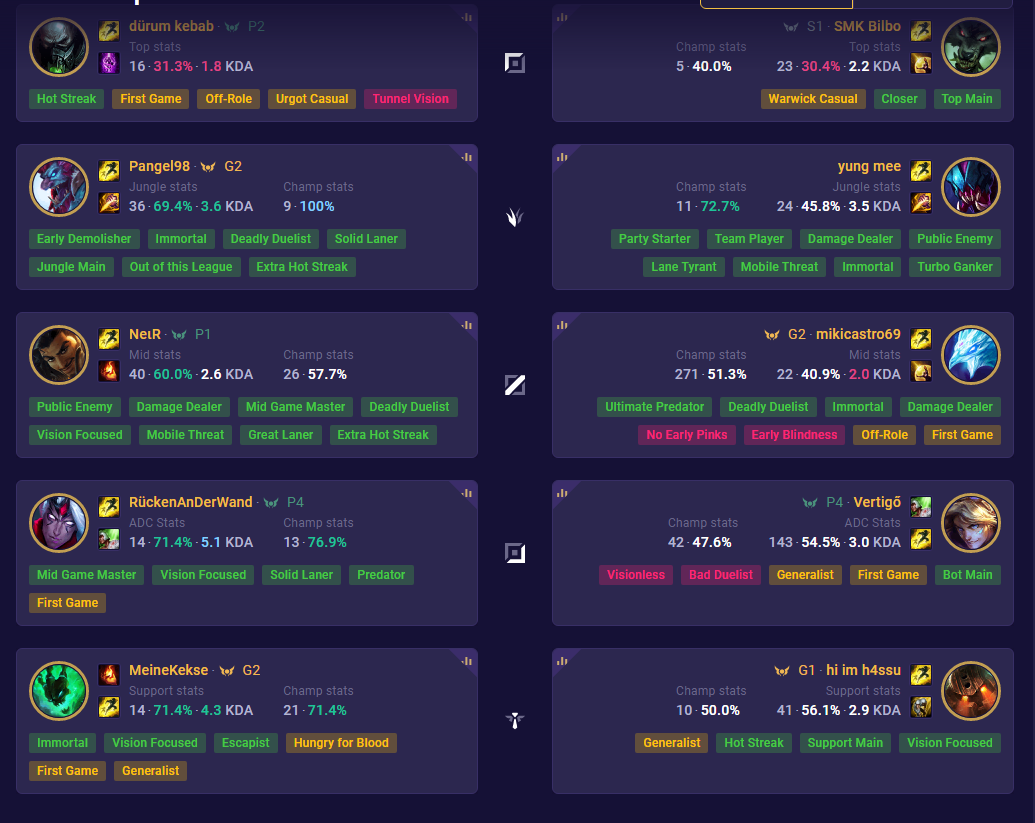 dürum kebab · P2
Top stats
16 · 31.3% · 1.8 KDA
Hot Streak First Game Off-Role Urgot Casual Tunnel Vision
S1 · SMK Bilbo
Champ stats Top stats
5 · 40.0% 23 · 30.4% · 2.2 KDA
Warwick Casual Closer Top Main
Pangel98 · G2
Jungle stats Champ stats
36 · 69.4% · 3.6 KDA 9 · 100%
Early Demolisher Immortal Deadly Duelist Solid Laner
Jungle Main Out of this League Extra Hot Streak
yung mee
Champ stats Jungle stats
11 · 72.7% 24 · 45.8% · 3.5 KDA
Party Starter Team Player Damage Dealer Public Enemy
Lane Tyrant Mobile Threat Immortal Turbo Ganker
NeιR · P1
Mid stats Champ stats
40 · 60.0% · 2.6 KDA 26 · 57.7%
Public Enemy Damage Dealer Mid Game Master Deadly Duelist
Vision Focused Mobile Threat Great Laner Extra Hot Streak
G2 · mikicastro69
Champ stats Mid stats
271 · 51.3% 22 · 40.9% · 2.0 KDA
Ultimate Predator Deadly Duelist Immortal Damage Dealer
No Early Pinks Early Blindness Off-Role First Game
RückenAnDerWand · P4
ADC Stats Champ stats
14 · 71.4% · 5.1 KDA 13 · 76.9%
Mid Game Master Vision Focused Solid Laner Predator
First Game
P4 · Vertigő
Champ stats ADC Stats
42 · 47.6% 143 · 54.5% · 3.0 KDA
Visionless Bad Duelist Generalist First Game Bot Main
MeineKekse · G2
Support stats Champ stats
14 · 71.4% · 4.3 KDA 21 · 71.4%
Immortal Vision Focused Escapist Hungry for Blood
First Game Generalist
G1 · hi im h4ssu
Champ stats Support stats
10 · 50.0% 41 · 56.1% · 2.9 KDA
Generalist Hot Streak Support Main Vision Focused